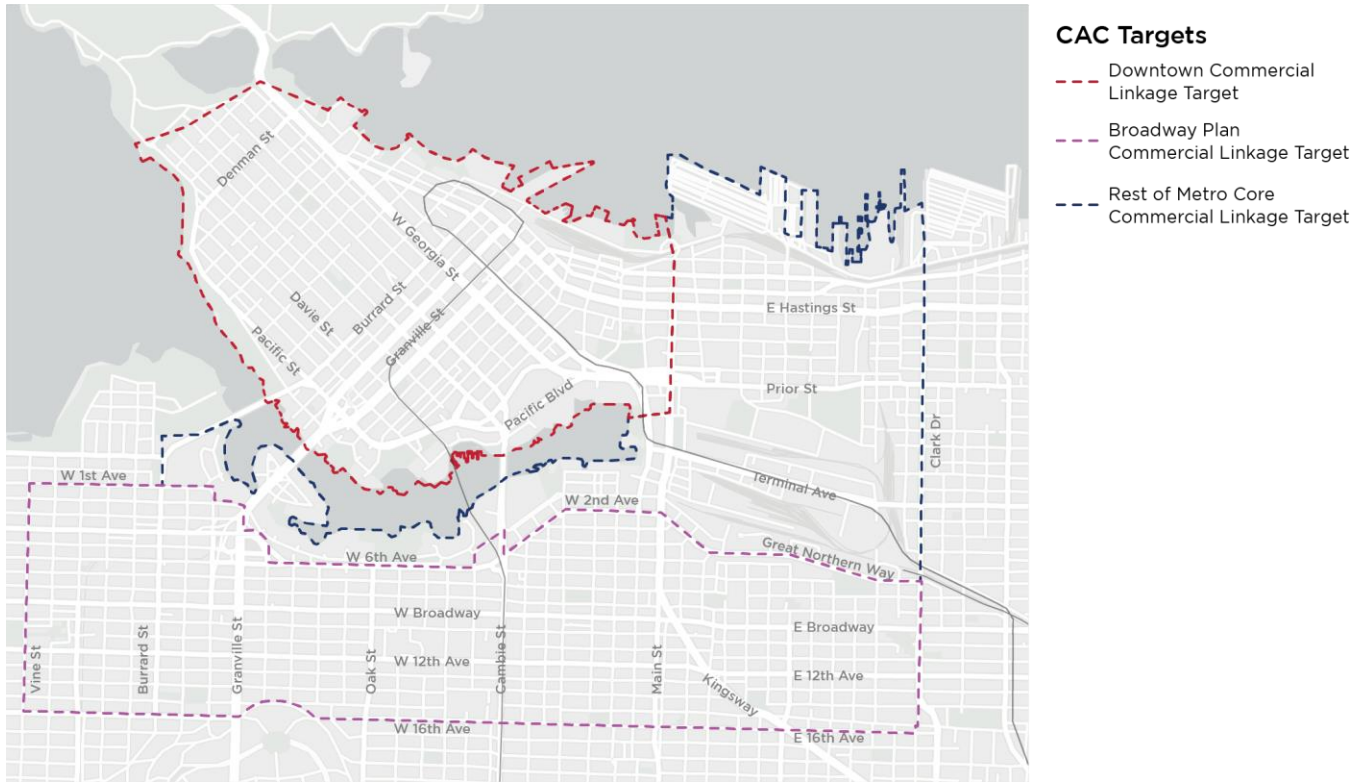 CAC Targets
Downtown Commercial
Linkage Target
Broadway Plan
Commercial Linkage Target
Rest of Metro Core
Commercial Linkage Target
Denman St
W Georgia St
Davie St
Burrard St
Granville St
Pacific St
E Hastings St
Pacific Blvd
Prior St
Clark Dr
W 1st Ave
Terminal Ave
W 2nd Ave
W 6th Ave
Great Northern Way
W Broadway
E Broadway
Vine St
Burrard St
Granville St
Oak St
W 12th Ave
Cambie St
Main St
Kingsway
E 12th Ave
W 16th Ave
E 16th Ave